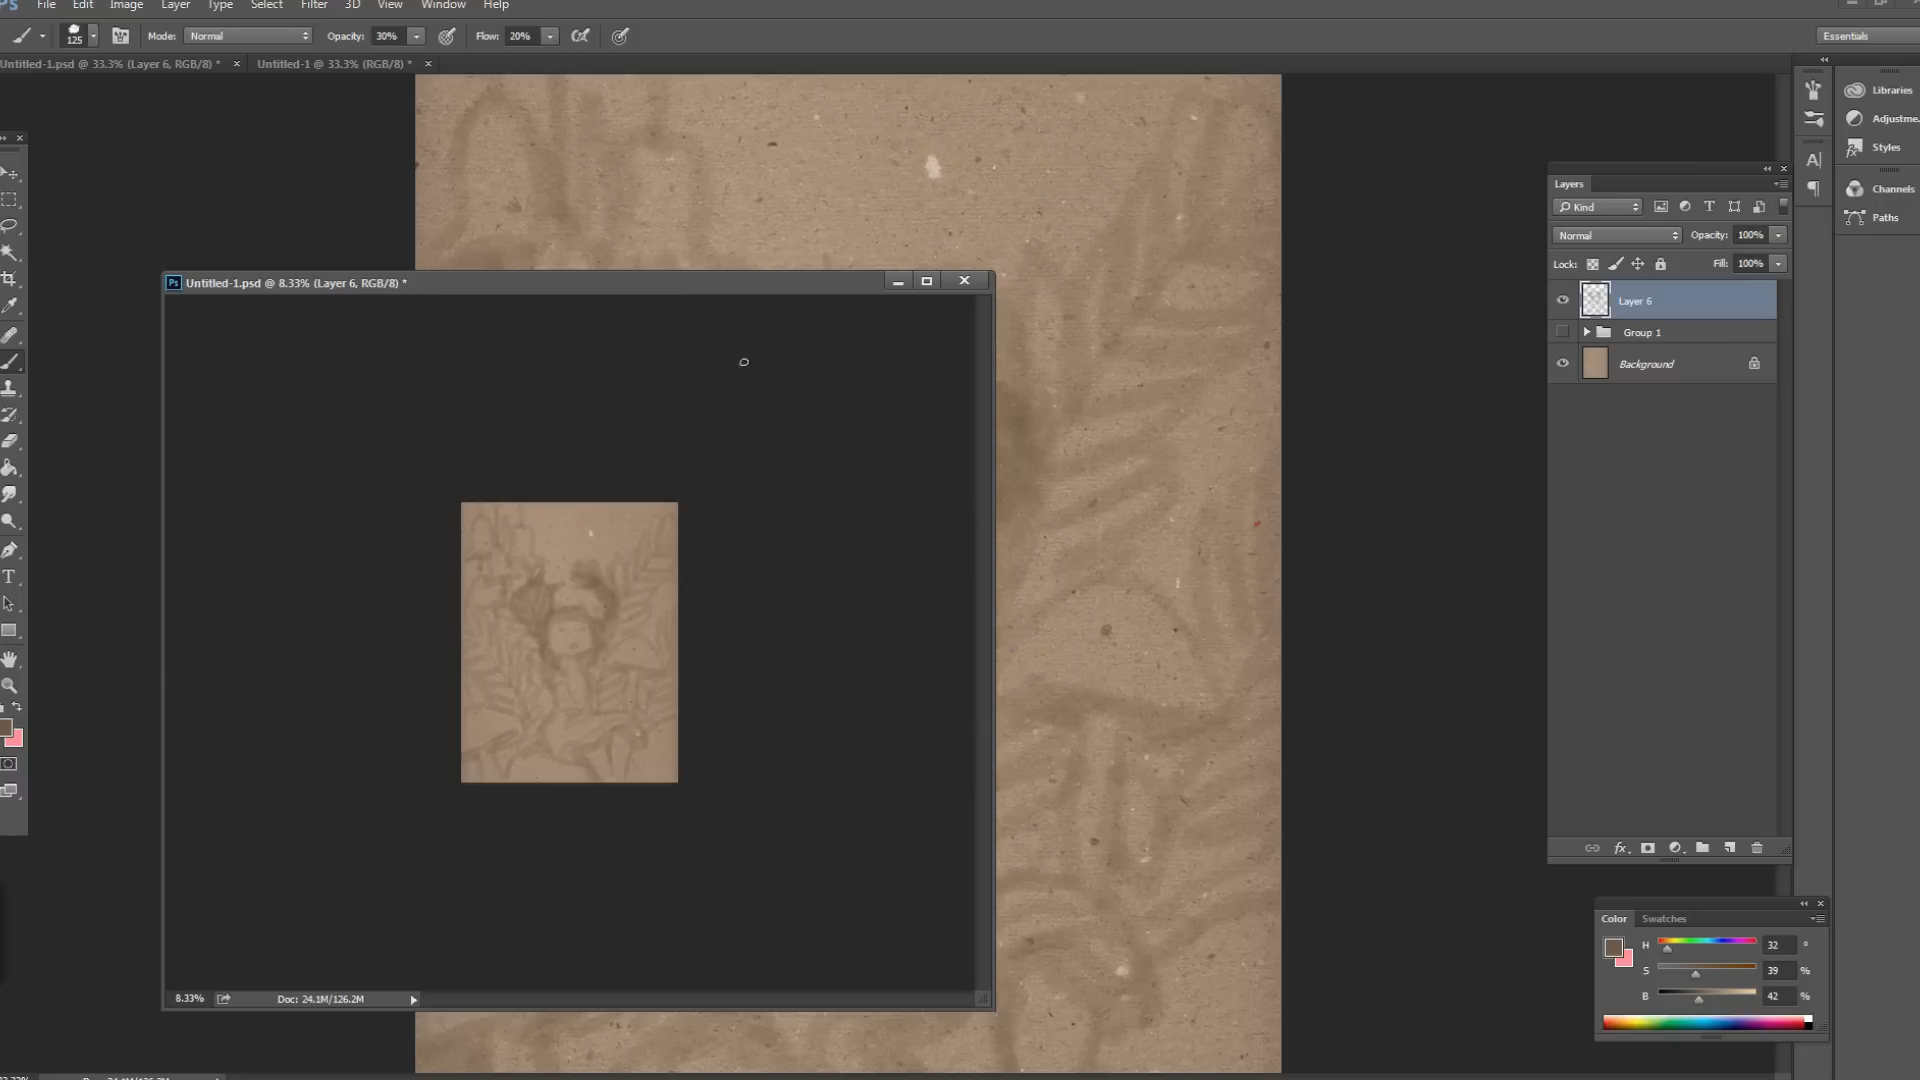 Ps File Edit Image Layer Type Select Filter 3D View Window Help
125 Mode: Normal Opacity: 30% Flow: 20% Essentials
Untitled-1.psd @ 33.3% (Layer 6, RGB/8) * × Untitled-1 @ 33.3% (RGB/8) * ×
Libraries
Adjustme..
Styles
Channels
Paths
Layers
Kind
Normal Opacity: 100%
Lock: Fill: 100%
Layer 6
Group 1
Background
Ps Untitled-1.psd @ 8.33% (Layer 6, RGB/8) *
8.33% Doc: 24.1M/126.2M
Color Swatches
H 32 °
S 39 %
B 42 %